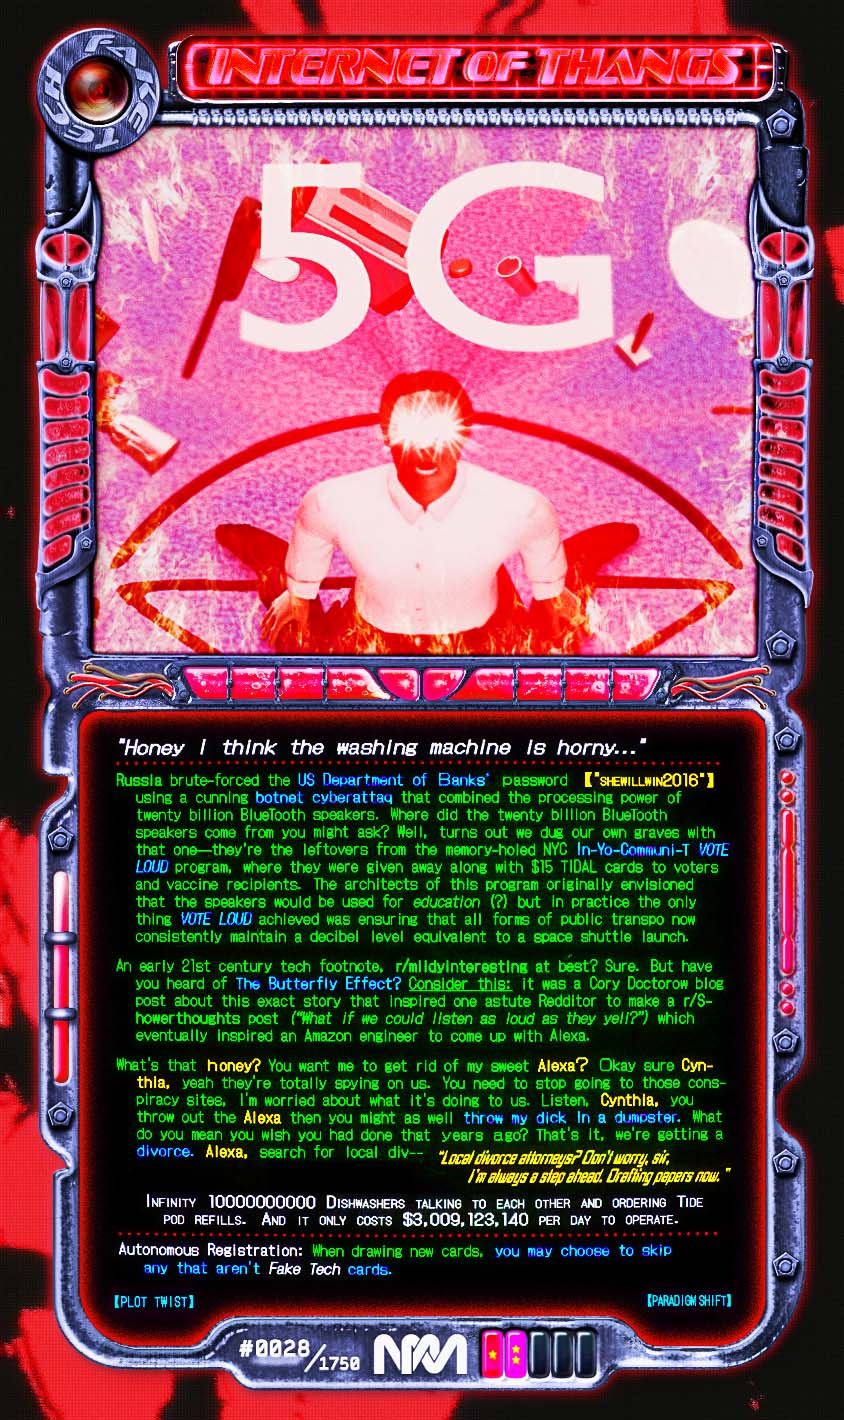 FAKE TECH
INTERNET OF THANGS
5G
"Honey I think the washing machine is horny..."
Russia brute-forced the US Department of Banks' password 【"SHEWILLWIN2016"】
using a cunning botnet cyberattaq that combined the processing power of
twenty billion BlueTooth speakers. Where did the twenty billion BlueTooth
speakers come from you might ask? Well, turns out we dug our own graves with
that one—they're the leftovers from the memory-holed NYC In-Yo-Communi-T VOTE
LOUD program, where they were given away along with $15 TIDAL cards to voters
and vaccine recipients. The architects of this program originally envisioned
that the speakers would be used for education (?) but in practice the only
thing VOTE LOUD achieved was ensuring that all forms of public transpo now
consistently maintain a decibel level equivalent to a space shuttle launch.
An early 21st century tech footnote, r/mildyinteresting at best? Sure. But have
you heard of The Butterfly Effect? Consider this: it was a Cory Doctorow blog
post about this exact story that inspired one astute Redditor to make a r/S-
howerthoughts post ("What if we could listen as loud as they yell?") which
eventually inspired an Amazon engineer to come up with Alexa.
What's that honey? You want me to get rid of my sweet Alexa? Okay sure Cyn-
thia, yeah they're totally spying on us. You need to stop going to those cons-
piracy sites, I'm worried about what it's doing to us. Listen, Cynthia, you
throw out the Alexa then you might as well throw my dick in a dumpster. What
do you mean you wish you had done that years ago? That's it, we're getting a
divorce. Alexa, search for local div-- "Local divorce attorneys? Don't worry, sir,
I'm always a step ahead. Drafting papers now."
INFINITY 10000000000 DISHWASHERS TALKING TO EACH OTHER AND ORDERING TIDE
POD REFILLS. AND IT ONLY COSTS $3,009,123,140 PER DAY TO OPERATE.
Autonomous Registration: When drawing new cards, you may choose to skip
any that aren't Fake Tech cards.
【PLOT TWIST】 【PARADIGM SHIFT】
#0028/1750